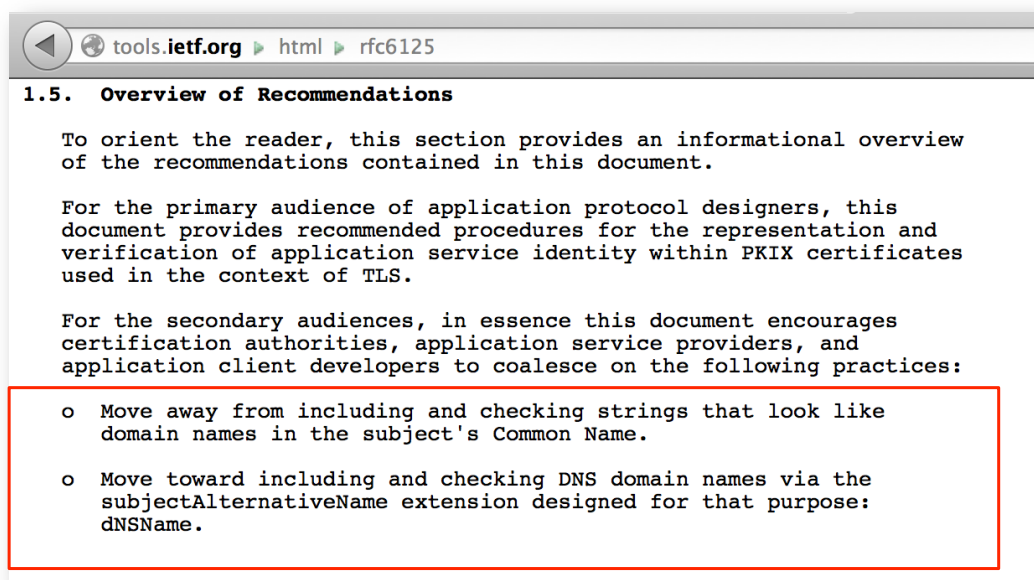 tools.ietf.org html rfc6125
1.5. Overview of Recommendations
To orient the reader, this section provides an informational overview
of the recommendations contained in this document.
For the primary audience of application protocol designers, this
document provides recommended procedures for the representation and
verification of application service identity within PKIX certificates
used in the context of TLS.
For the secondary audiences, in essence this document encourages
certification authorities, application service providers, and
application client developers to coalesce on the following practices:
o Move away from including and checking strings that look like
domain names in the subject's Common Name.
o Move toward including and checking DNS domain names via the
subjectAlternativeName extension designed for that purpose:
dNSName.